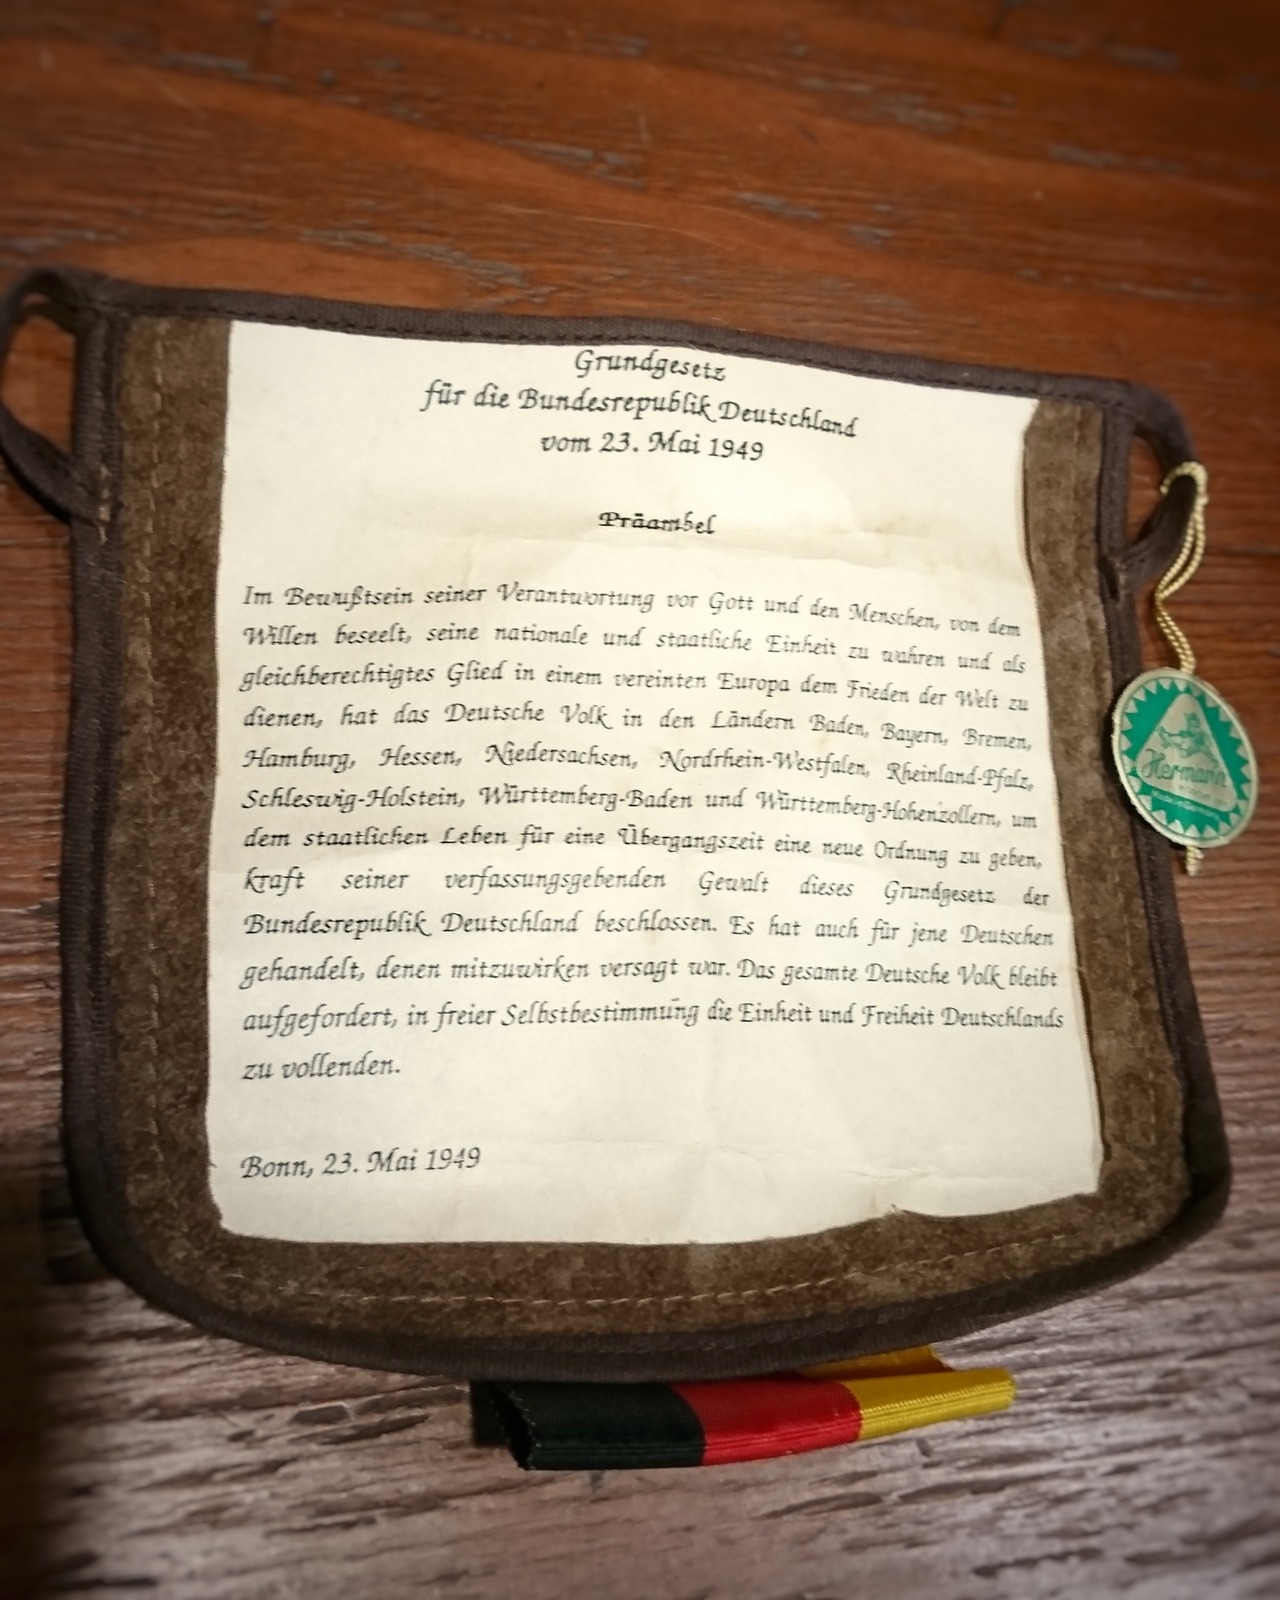 Grundgesetz
für die Bundesrepublik Deutschland
vom 23. Mai 1949
Präambel
Im Bewußtsein seiner Verantwortung vor Gott und den Menschen, von dem
Willen beseelt, seine nationale und staatliche Einheit zu wahren und als
gleichberechtigtes Glied in einem vereinten Europa dem Frieden der Welt zu
dienen, hat das Deutsche Volk in den Ländern Baden, Bayern, Bremen,
Hamburg, Hessen, Niedersachsen, Nordrhein-Westfalen, Rheinland-Pfalz,
Schleswig-Holstein, Württemberg-Baden und Württemberg-Hohenzollern, um
dem staatlichen Leben für eine Übergangszeit eine neue Ordnung zu geben,
kraft seiner verfassungsgebenden Gewalt dieses Grundgesetz der
Bundesrepublik Deutschland beschlossen. Es hat auch für jene Deutschen
gehandelt, denen mitzuwirken versagt war. Das gesamte Deutsche Volk bleibt
aufgefordert, in freier Selbstbestimmung die Einheit und Freiheit Deutschlands
zu vollenden.
Bonn, 23. Mai 1949
Hermann
Made in Germany